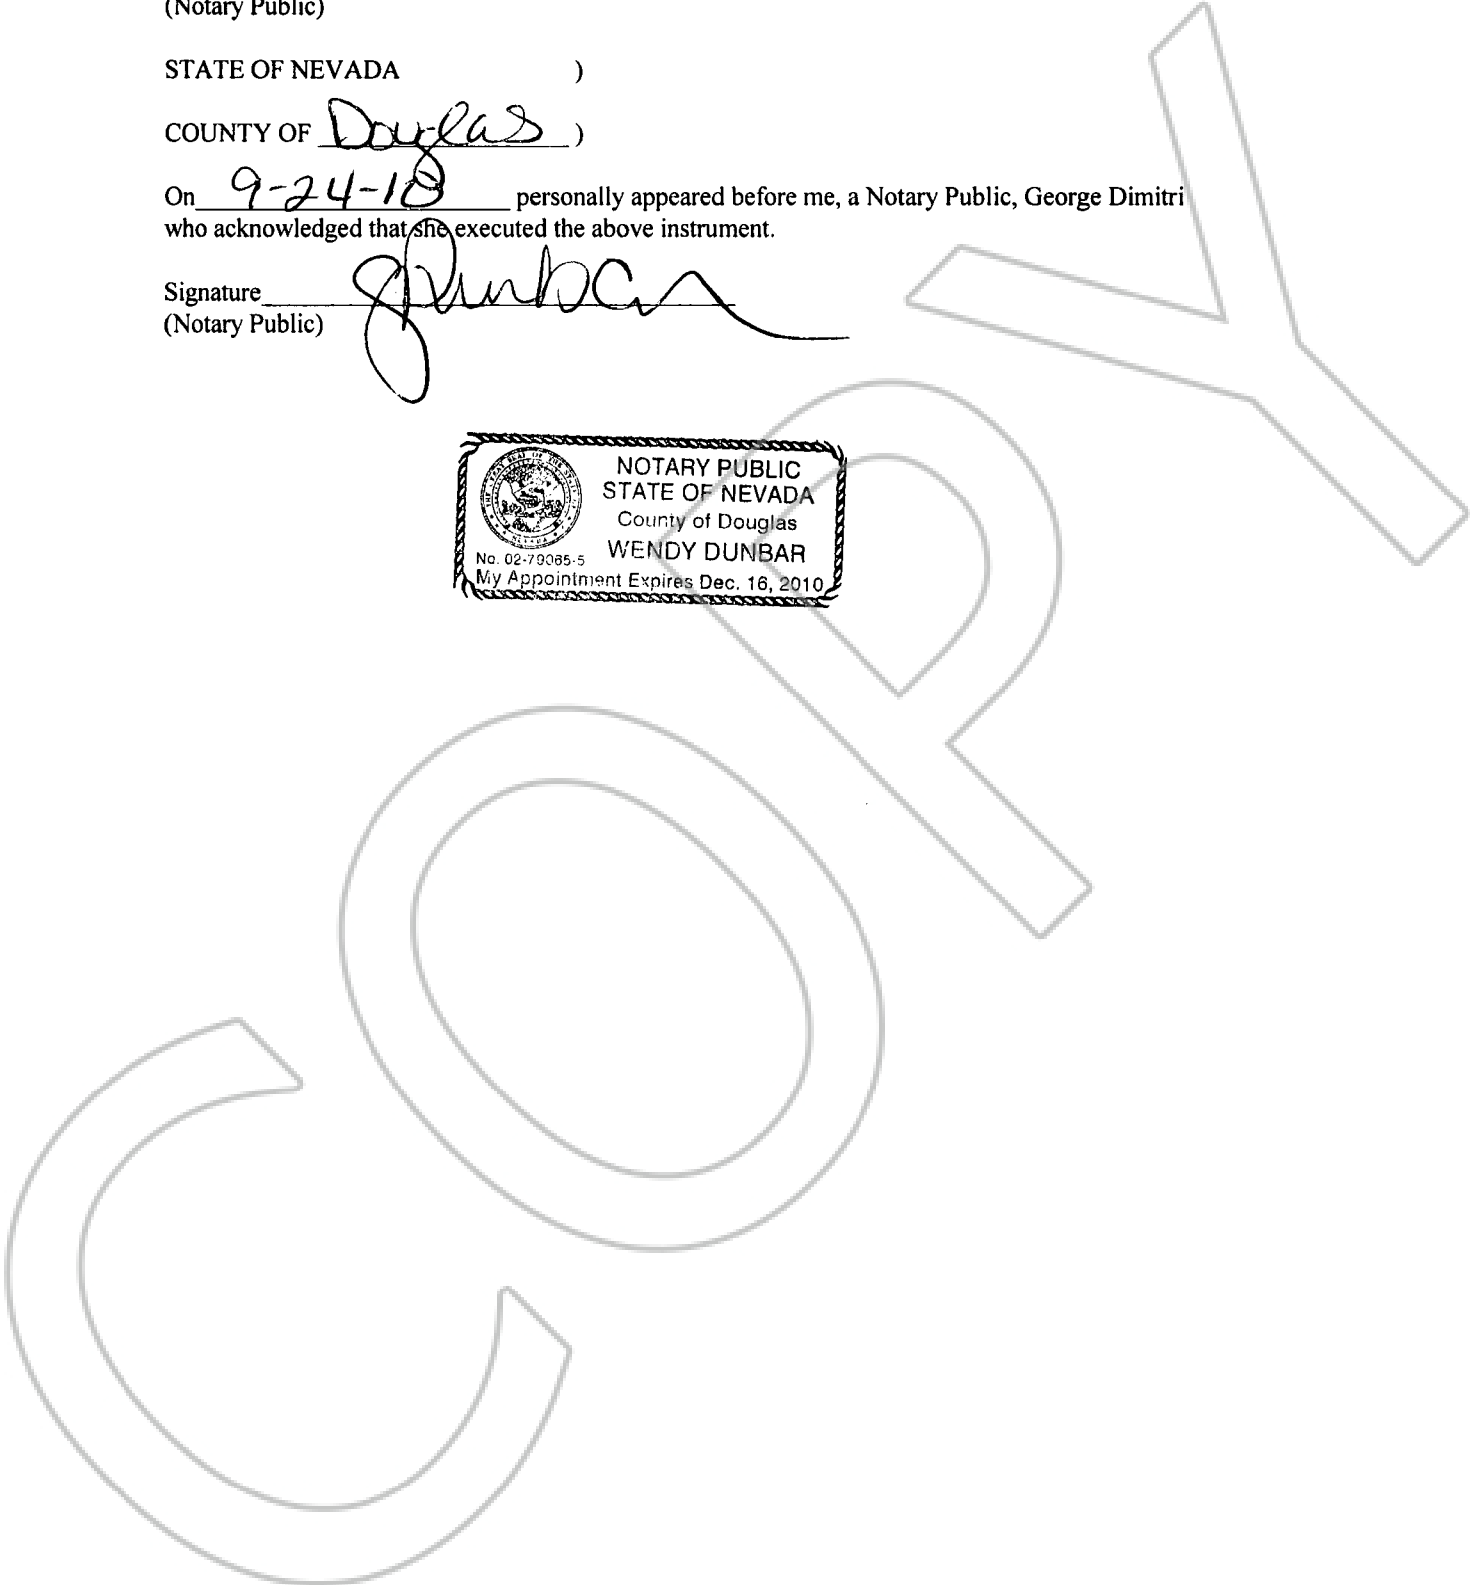 (Notary Public)
STATE OF NEVADA )
COUNTY OF Douglas )
On 9-24-10 personally appeared before me, a Notary Public, George Dimitri
who acknowledged that she executed the above instrument.
Signature
(Notary Public)
NOTARY PUBLIC
STATE OF NEVADA
County of Douglas
WENDY DUNBAR
No. 02-79065-5
My Appointment Expires Dec. 16, 2010
COPY